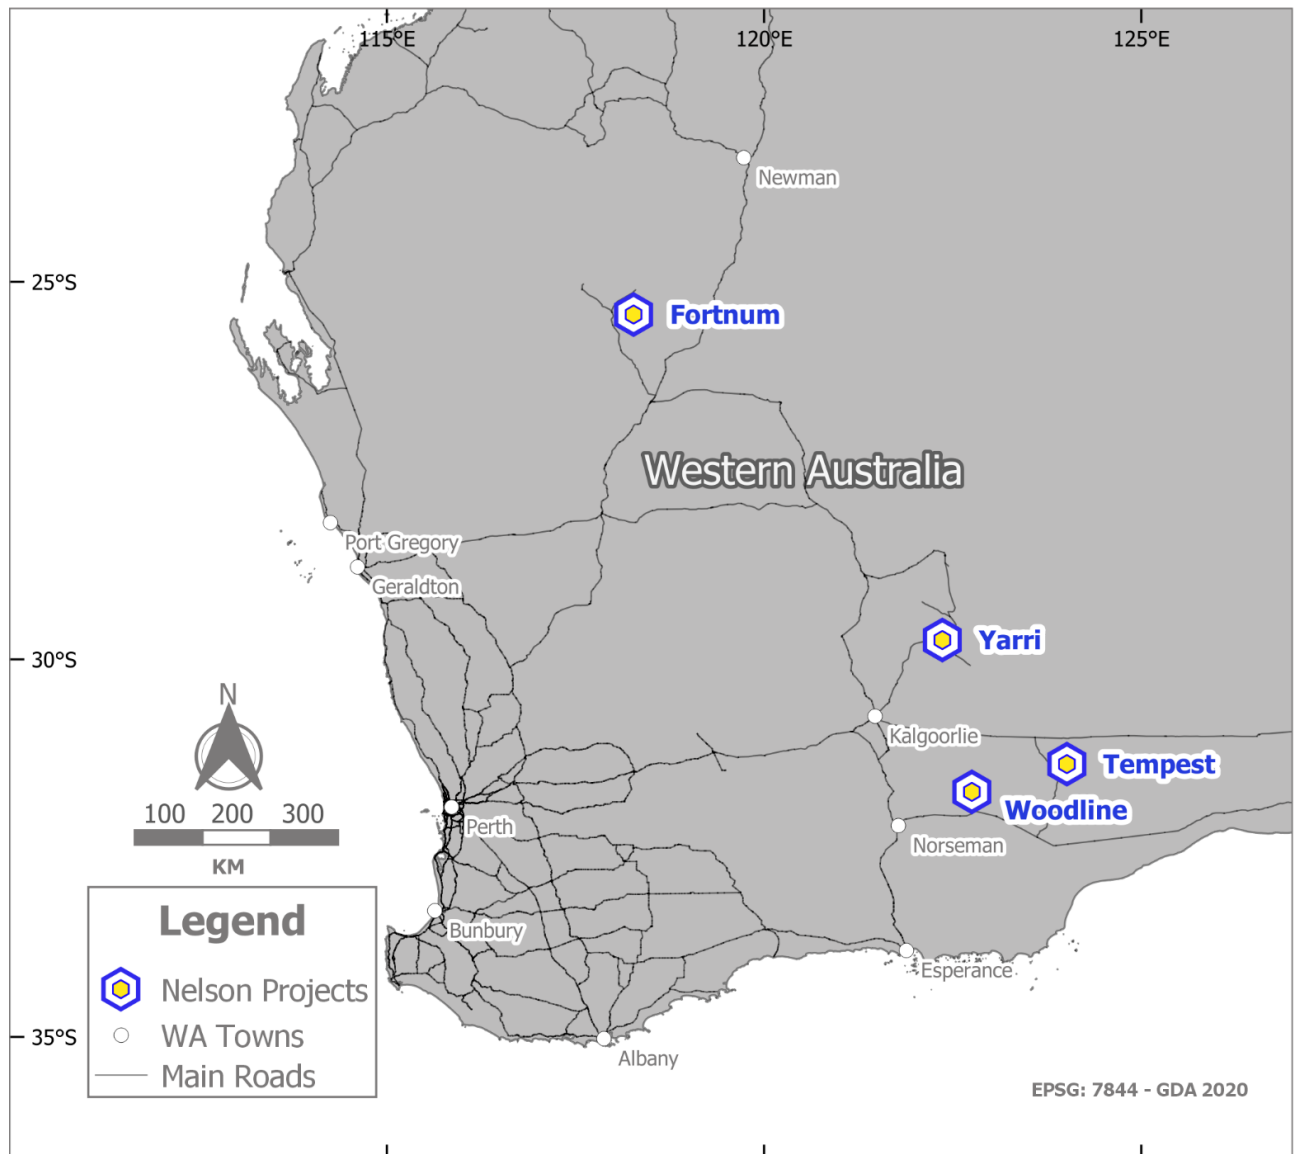 115°E 120°E 125°E
Newman
25°S
Fortnum
Western Australia
Port Gregory
Geraldton
Yarri
30°S
N
Kalgoorlie
Tempest
Woodline
100 200 300
KM
Perth
Norseman
Legend
Bunbury
Esperance
Nelson Projects
WA Towns
35°S
Albany
Main Roads
EPSG: 7844 - GDA 2020